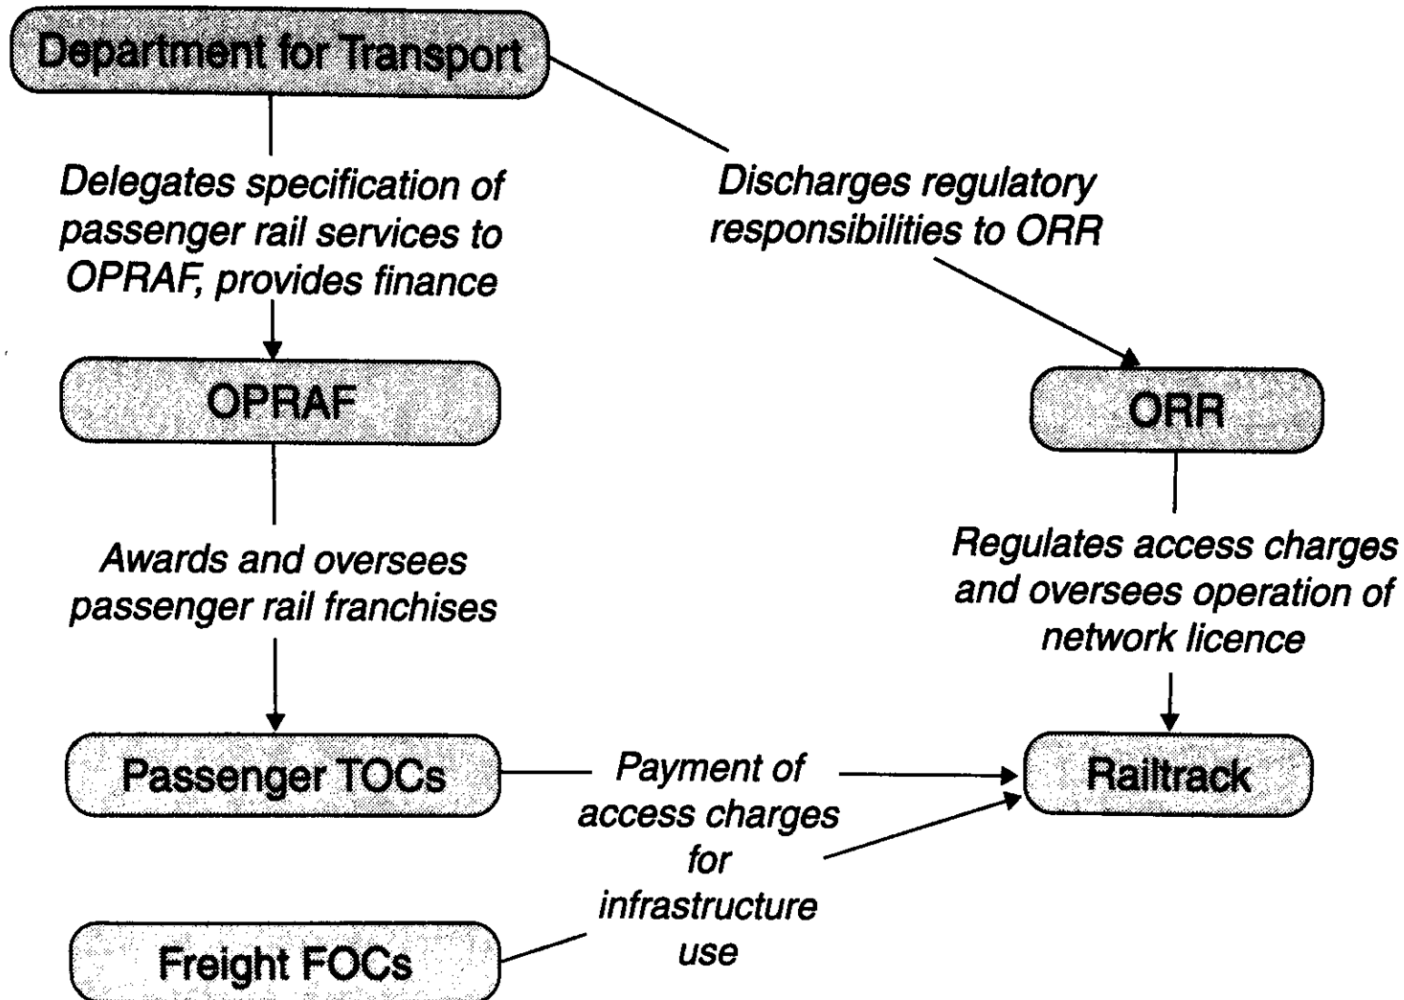 Department for Transport
Delegates specification of
passenger rail services to
OPRAF, provides finance
Discharges regulatory
responsibilities to ORR
OPRAF
ORR
Awards and oversees
passenger rail franchises
Regulates access charges
and oversees operation of
network licence
Passenger TOCs
Payment of
access charges
for
infrastructure
use
Railtrack
Freight FOCs